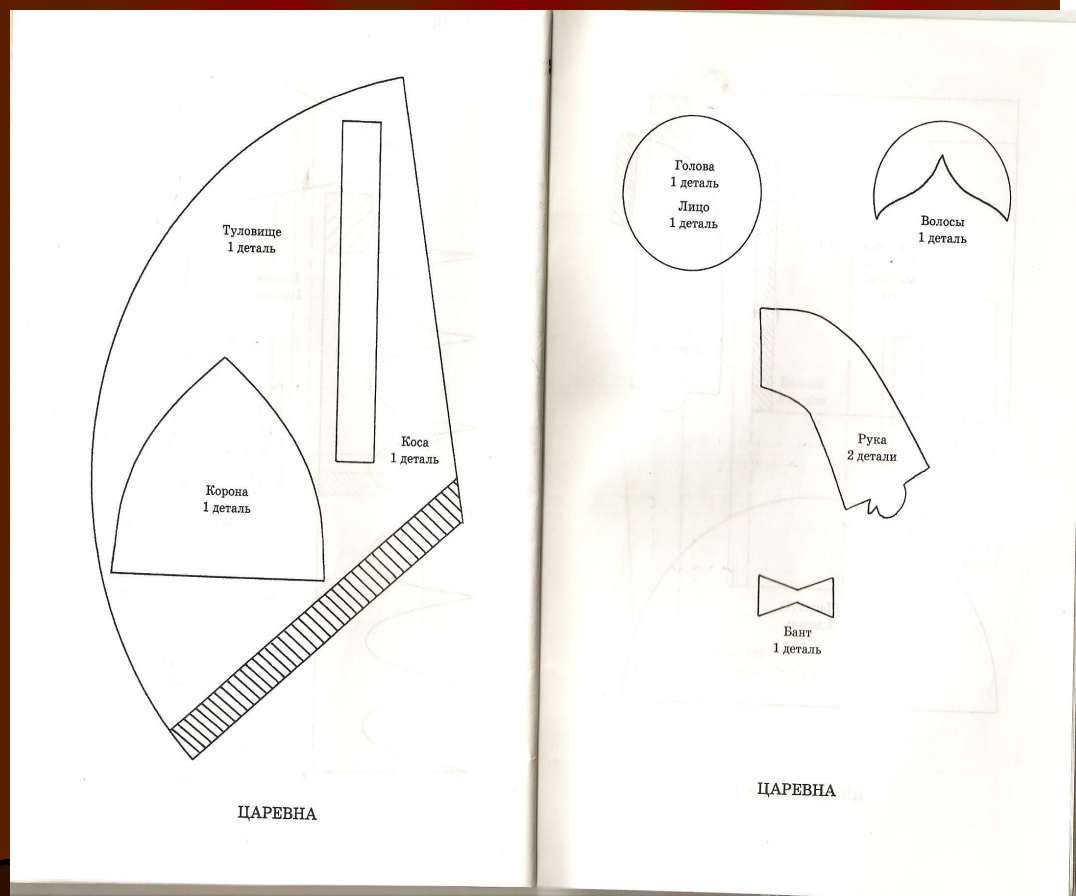 Туловище
1 деталь
Коса
1 деталь
Корона
1 деталь
ЦАРЕВНА
Голова
1 деталь
Лицо
1 деталь
Волосы
1 деталь
Рука
2 детали
Бант
1 деталь
ЦАРЕВНА